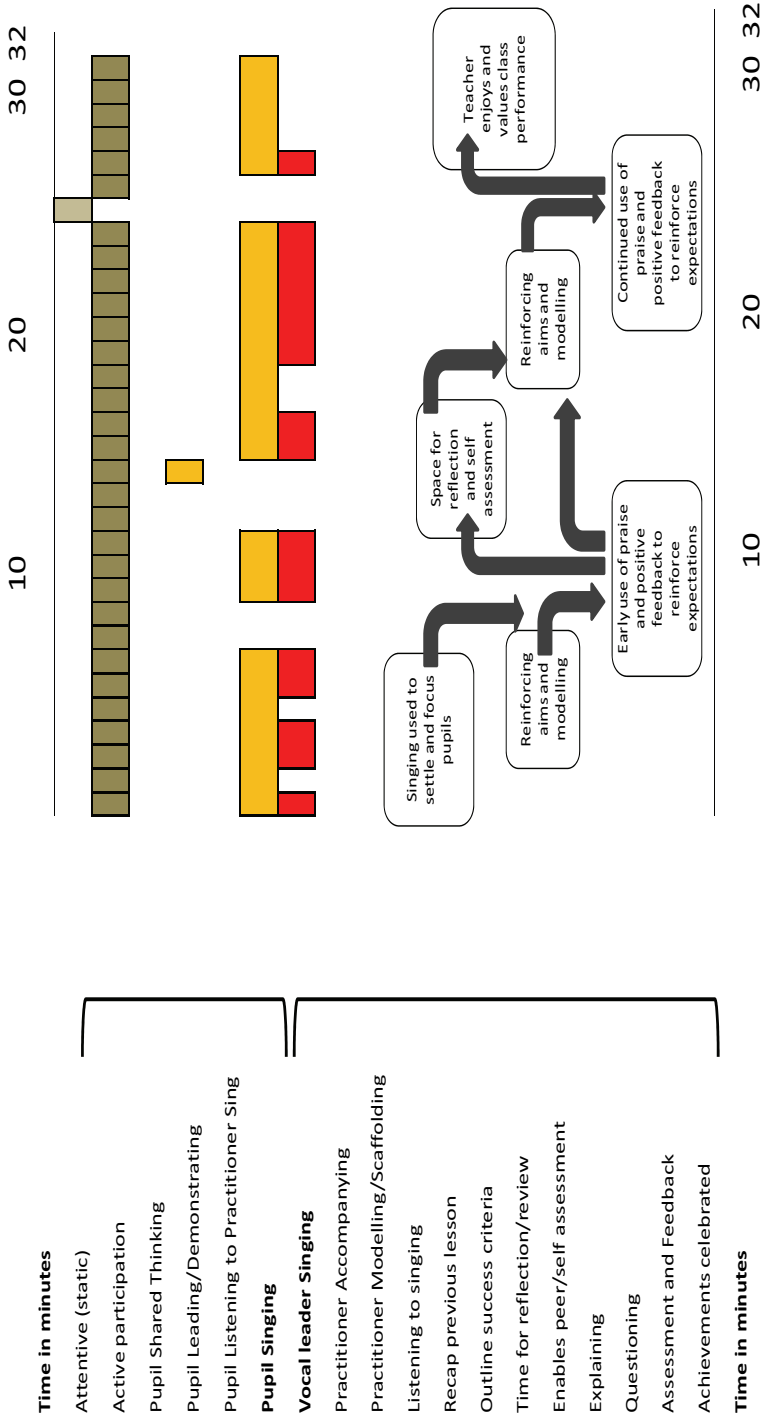 Time in minutes
10 20 30 32
Attentive (static)
Active participation
Pupil Shared Thinking
Pupil Leading/Demonstrating
Pupil Listening to Practitioner Sing
Pupil Singing
Vocal leader Singing
Practitioner Accompanying
Practitioner Modelling/Scaffolding
Listening to singing
Recap previous lesson
Outline success criteria
Time for reflection/review
Enables peer/self assessment
Explaining
Questioning
Assessment and Feedback
Achievements celebrated
Time in minutes
10 20 30 32
Singing used to
settle and focus
pupils
Reinforcing
aims and
modelling
Early use of praise
and positive
feedback to
reinforce
expectations
Space for
reflection
and self
assessment
Reinforcing
aims and
modelling
Continued use of
praise and
positive feedback
to reinforce
expectations
Teacher
enjoys and
values class
performance